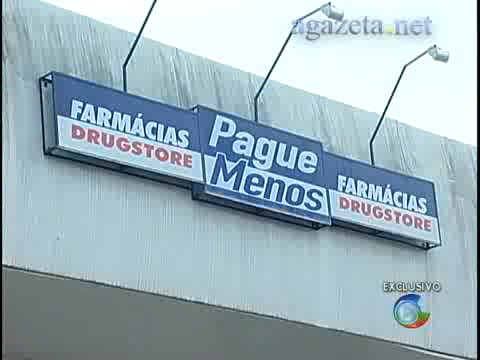 agazeta.net
FARMÁCIAS
DRUGSTORE
Pague
Menos
FARMÁCIAS
DRUGSTORE
EXCLUSIVO